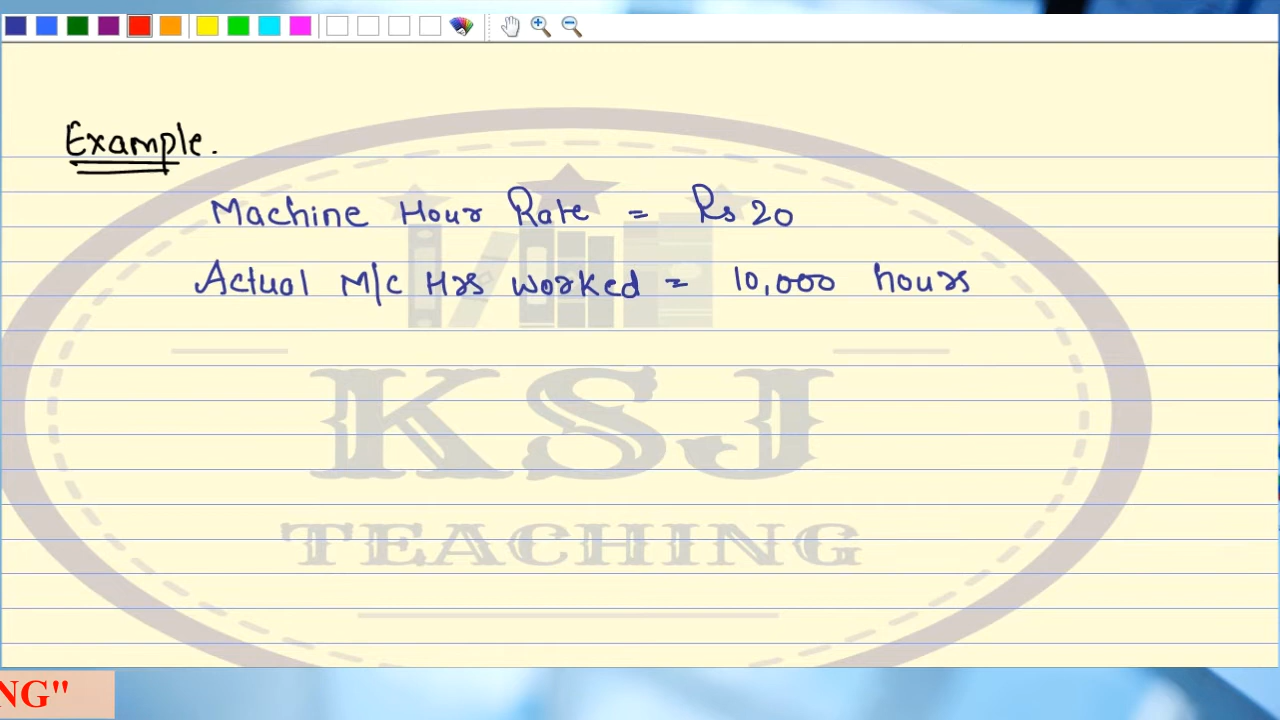 Example.
Machine Hour Rate = Rs 20
Actual M/c Hrs worked = 10,000 hours
KSJ
TEACHING
NG"